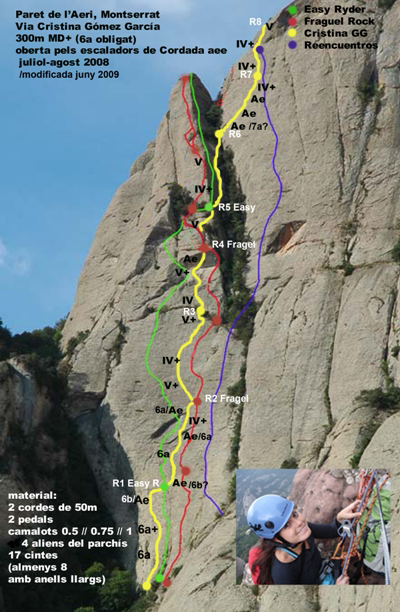 Paret de l'Aeri, Montserrat
Via Cristina Gómez García
300m MD+ (6a obligat)
oberta pels escaladors de Cordada aee
juliol-agost 2008
/modificada juny 2009
Easy Ryder
Fraguel Rock
Cristina GG
Reencuentros
R8
V
IV+
V+
R7
IV+
Ae
Ae
Ae /7a?
R6
V
IV+
R5 Easy
V
R4 Fragel
Ae
V+
IV
R3
V+
IV+
V+
R2 Fragel
6a/Ae
IV+
Ae/6a
6a
R1 Easy R
Ae/6b?
6b/Ae
6a+
6a
material:
2 cordes de 50m
2 pedals
camalots 0.5 // 0.75 // 1
4 aliens del parchís
17 cintes
(almenys 8
amb anells llargs)